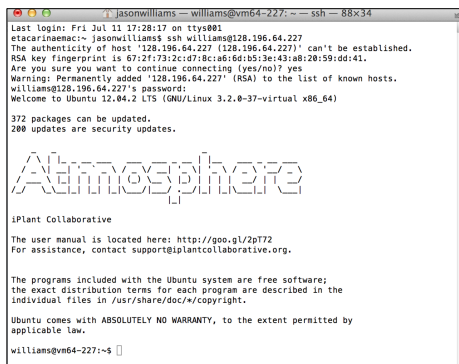 jasonwilliams — williams@vm64-227: ~ — ssh — 88×34
Last login: Fri Jul 11 17:28:17 on ttys001
etacarinaemac:~ jasonwilliams$ ssh williams@128.196.64.227
The authenticity of host '128.196.64.227 (128.196.64.227)' can't be established.
RSA key fingerprint is 67:2f:73:2c:d7:8c:a6:6d:b5:3e:43:a8:20:59:dd:41.
Are you sure you want to continue connecting (yes/no)? yes
Warning: Permanently added '128.196.64.227' (RSA) to the list of known hosts.
williams@128.196.64.227's password:
Welcome to Ubuntu 12.04.2 LTS (GNU/Linux 3.2.0-37-virtual x86_64)
372 packages can be updated.
200 updates are security updates.
Atmosphere
iPlant Collaborative
The user manual is located here: http://goo.gl/2pT72
For assistance, contact support@iplantcollaborative.org.
The programs included with the Ubuntu system are free software;
the exact distribution terms for each program are described in the
individual files in /usr/share/doc/*/copyright.
Ubuntu comes with ABSOLUTELY NO WARRANTY, to the extent permitted by
applicable law.
williams@vm64-227:~$